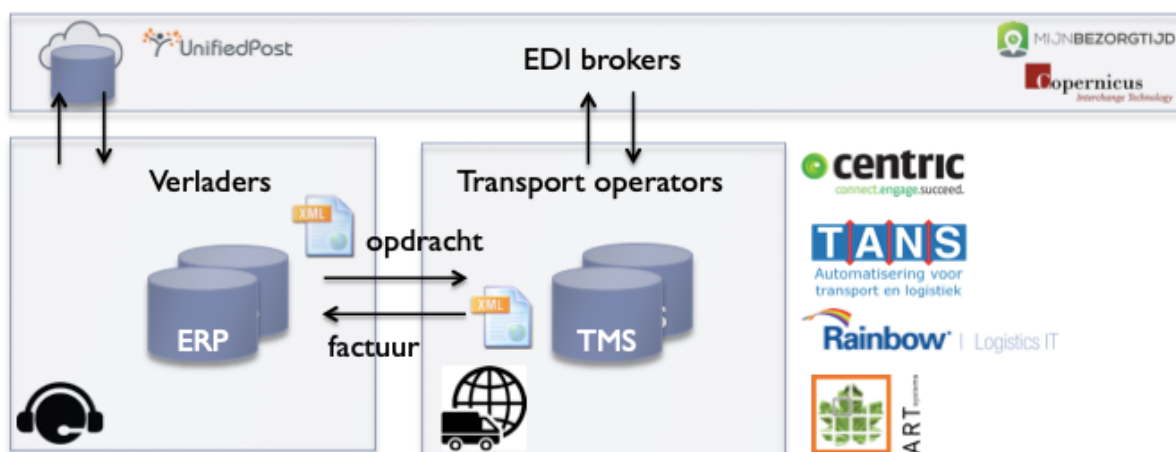 UnifiedPost
EDI brokers
MIJNBEZORGTIJD
Copernicus
Interchange Technology
Verladers
Transport operators
centric
connect.engage.succeed.
XML
opdracht
TANS
Automatisering voor
transport en logistiek
ERP
XML
factuur
TMS
S
Rainbow | Logistics IT
ART systems